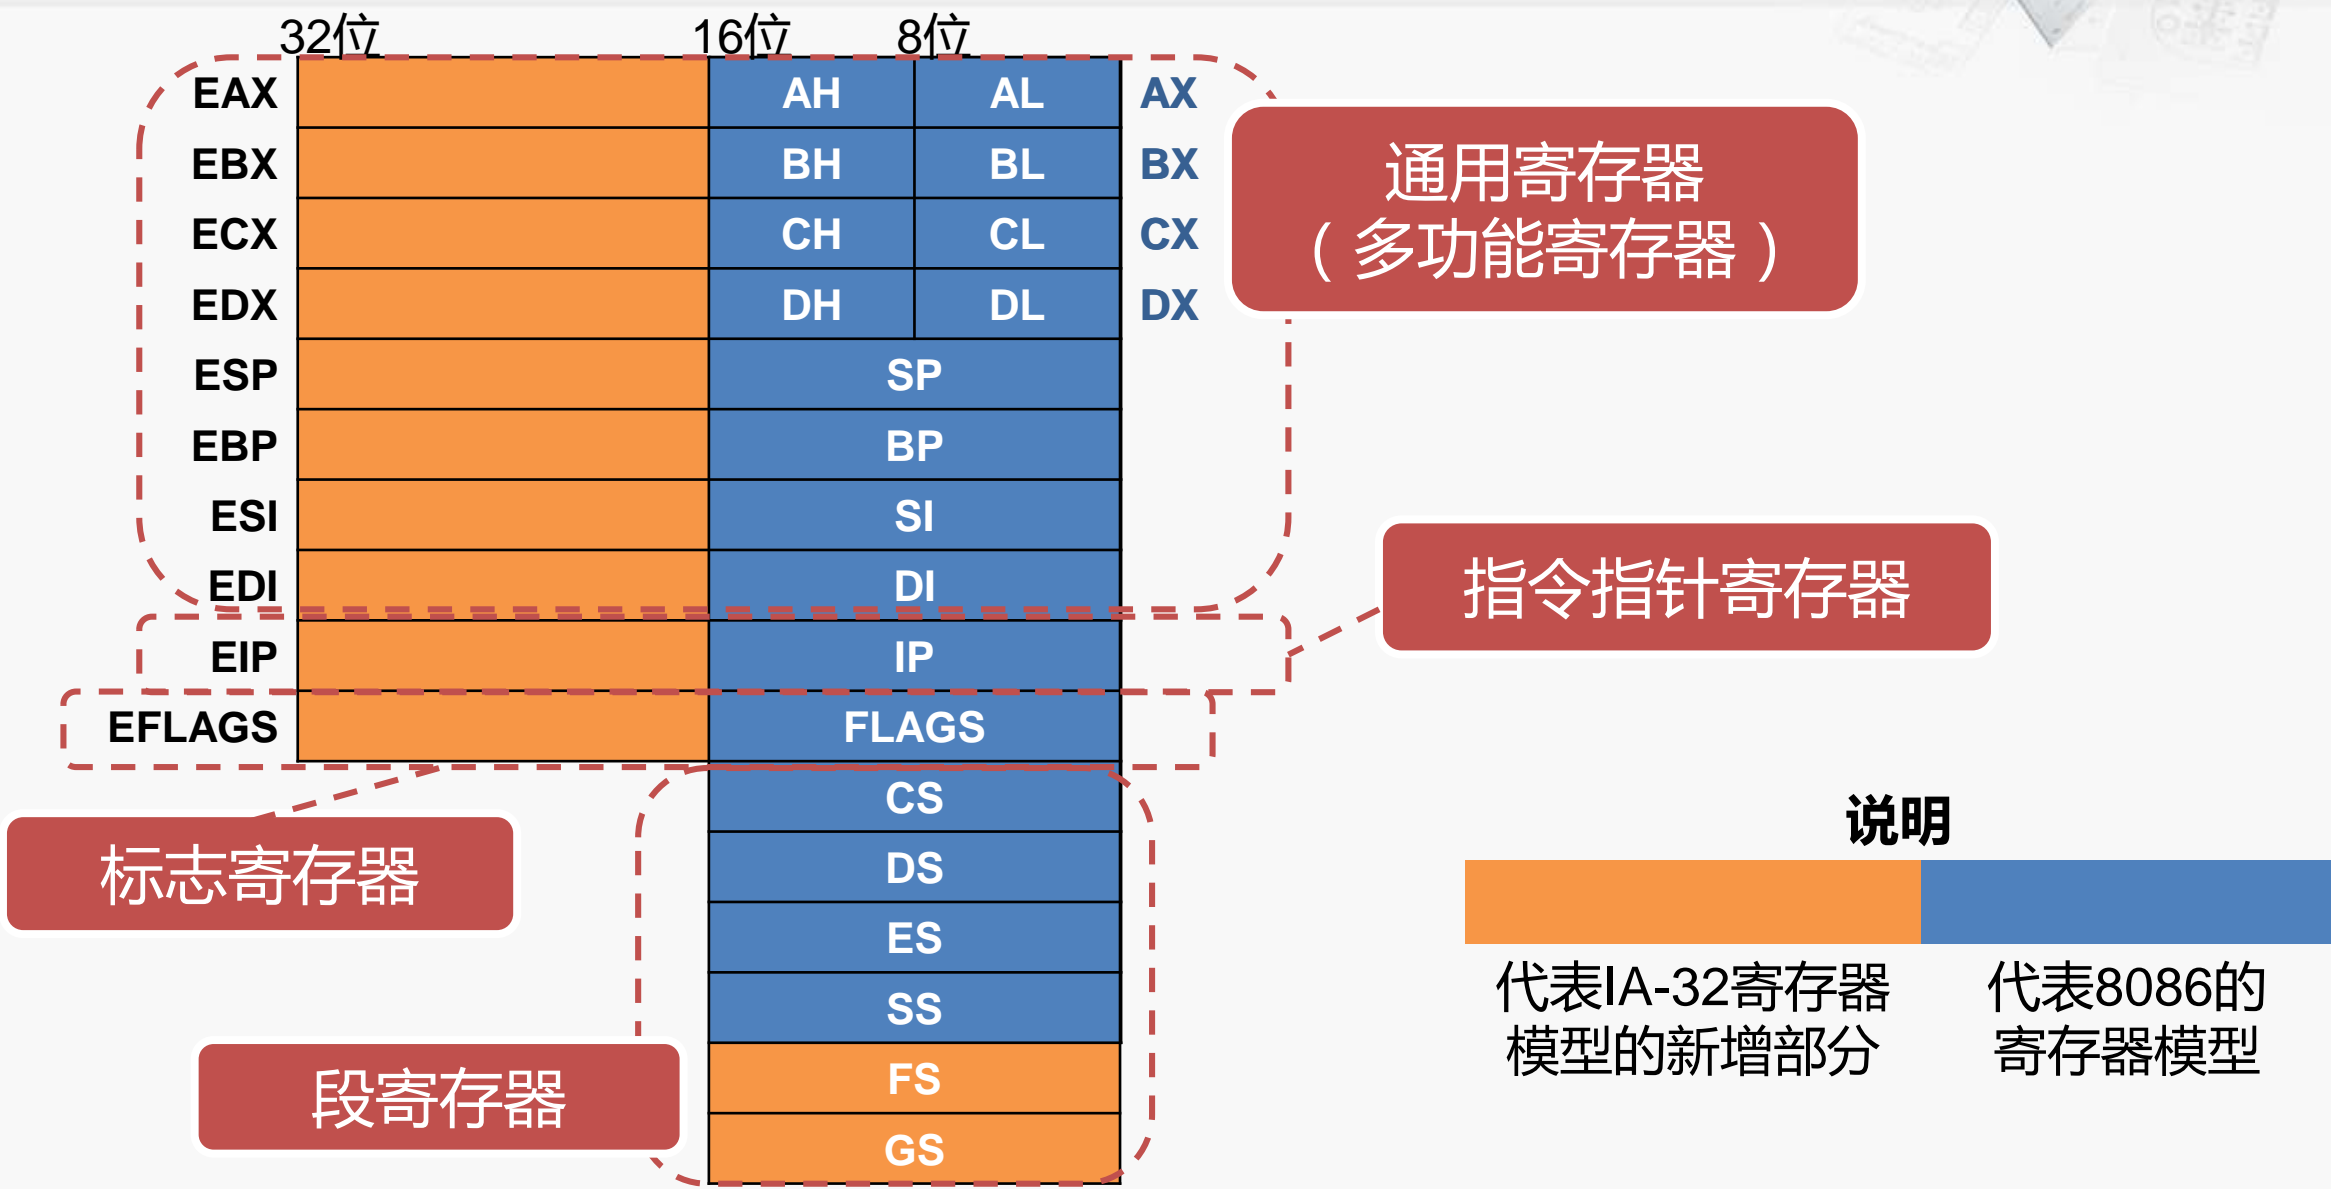 32位 16位 8位
EAX AH AL AX
EBX BH BL BX
ECX CH CL CX
EDX DH DL DX
通用寄存器
（多功能寄存器）
ESP SP
EBP BP
ESI SI
EDI DI
指令指针寄存器
EIP IP
EFLAGS FLAGS
CS
标志寄存器
DS
ES
SS
段寄存器
FS
GS
说明
代表IA-32寄存器
模型的新增部分
代表8086的
寄存器模型